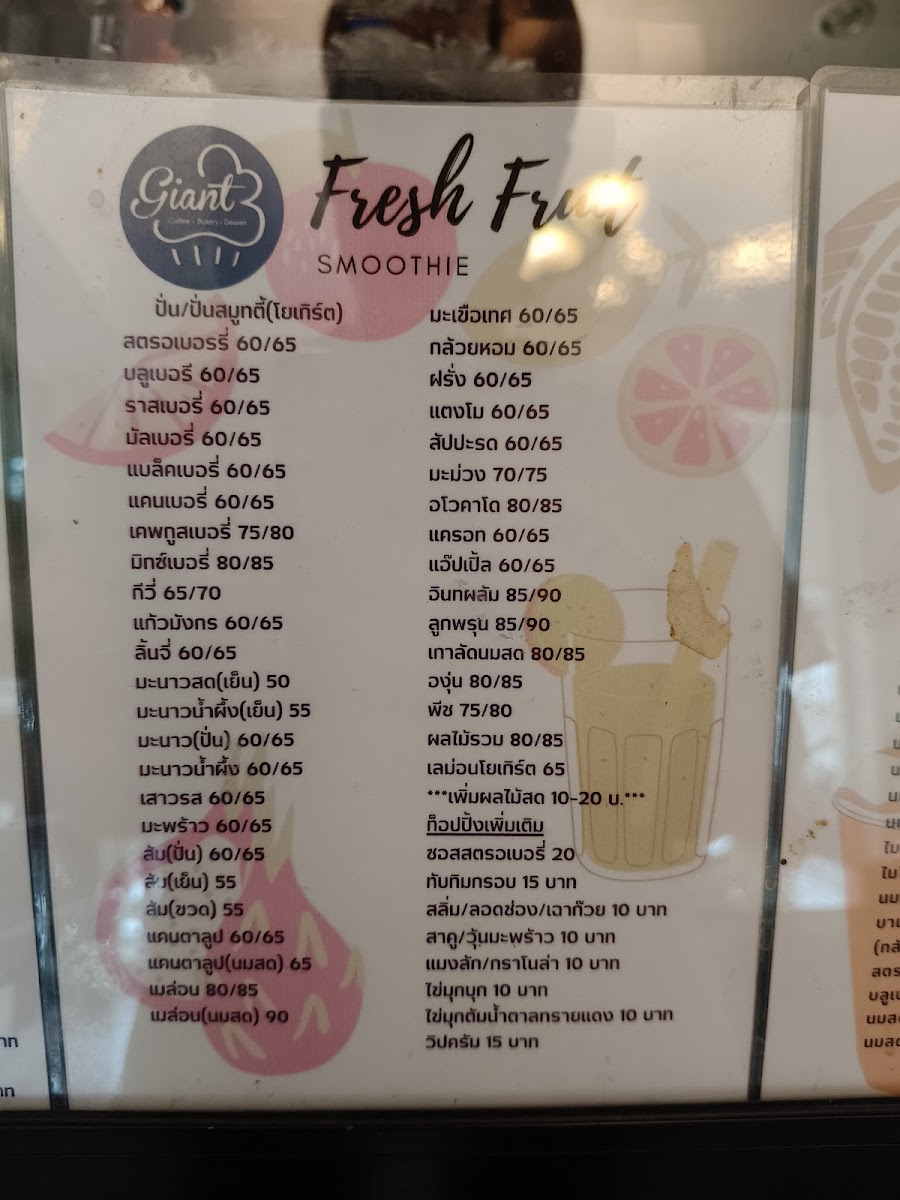 Giant
Coffee • Bakery • Dessert
Fresh Fruit
SMOOTHIE
ปั่น/ปั่นสมูทตี้(โยเกิร์ต)
สตรอเบอรรี่ 60/65
บลูเบอรี 60/65
ราสเบอรี่ 60/65
มัลเบอรี่ 60/65
แบล็คเบอรี่ 60/65
แคนเบอรี่ 60/65
เคพกูสเบอรี่ 75/80
มิกซ์เบอรี่ 80/85
กีวี่ 65/70
แก้วมังกร 60/65
ลิ้นจี่ 60/65
มะนาวสด(เย็น) 50
มะนาวน้ำผึ้ง(เย็น) 55
มะนาว(ปั่น) 60/65
มะนาวน้ำผึ้ง 60/65
เสาวรส 60/65
มะพร้าว 60/65
ส้ม(ปั่น) 60/65
ส้ม(เย็น) 55
ส้ม(ขวด) 55
แคนตาลูป 60/65
แคนตาลูป(นมสด) 65
เมล่อน 80/85
เมล่อน(นมสด) 90
มะเขือเทศ 60/65
กล้วยหอม 60/65
ฝรั่ง 60/65
แตงโม 60/65
สัปปะรด 60/65
มะม่วง 70/75
อโวคาโด 80/85
แครอท 60/65
แอ๊ปเปิ้ล 60/65
อินทผลัม 85/90
ลูกพรุน 85/90
เกาลัดนมสด 80/85
องุ่น 80/85
พีช 75/80
ผลไม้รวม 80/85
เลม่อนโยเกิร์ต 65
***เพิ่มผลไม้สด 10-20 บ.***
ท็อปปิ้งเพิ่มเติม
ซอสสตรอเบอรี่ 20
ทับทิมกรอบ 15 บาท
สลิ่ม/ลอดช่อง/เฉาก๊วย 10 บาท
สาคู/วุ้นมะพร้าว 10 บาท
แมงลัก/กราโนล่า 10 บาท
ไข่มุกบุก 10 บาท
ไข่มุกต้มน้ำตาลทรายแดง 10 บาท
วิปครีม 15 บาท